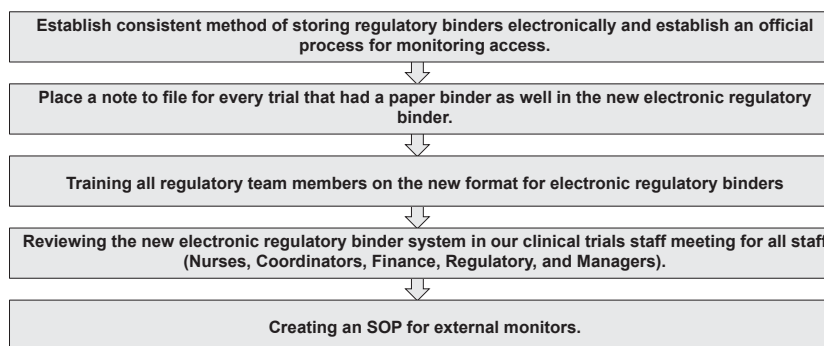 Establish consistent method of storing regulatory binders electronically and establish an official
process for monitoring access.
Place a note to file for every trial that had a paper binder as well in the new electronic regulatory
binder.
Training all regulatory team members on the new format for electronic regulatory binders
Reviewing the new electronic regulatory binder system in our clinical trials staff meeting for all staff
(Nurses, Coordinators, Finance, Regulatory, and Managers).
Creating an SOP for external monitors.